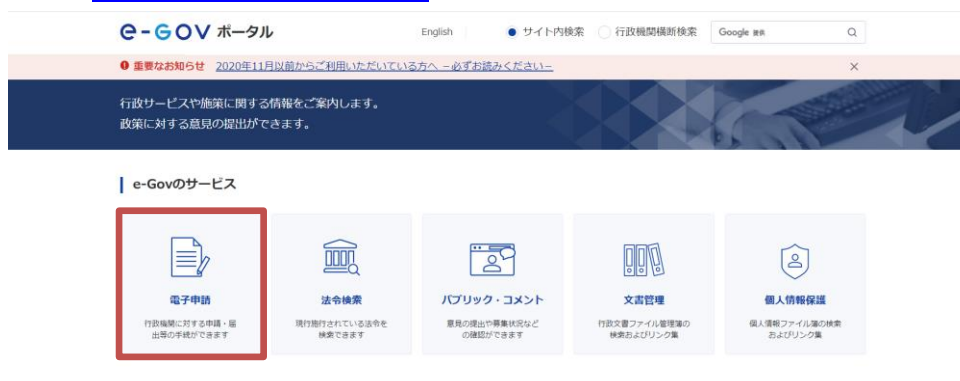 e-GOV ポータル
English
サイト内検索
行政機関横断検索
Google 提供
重要なお知らせ 2020年11月以前からご利用いただいている方へ －必ずお読みください－
行政サービスや施策に関する情報をご案内します。
政策に対する意見の提出ができます。
e-Govのサービス
電子申請
行政機関に対する申請・届
出等の手続ができます
法令検索
現行施行されている法令を
検索できます
パブリック・コメント
意見の提出や募集状況など
の確認ができます
文書管理
行政文書ファイル管理簿の
検索およびリンク集
個人情報保護
個人情報ファイル簿の検索
およびリンク集